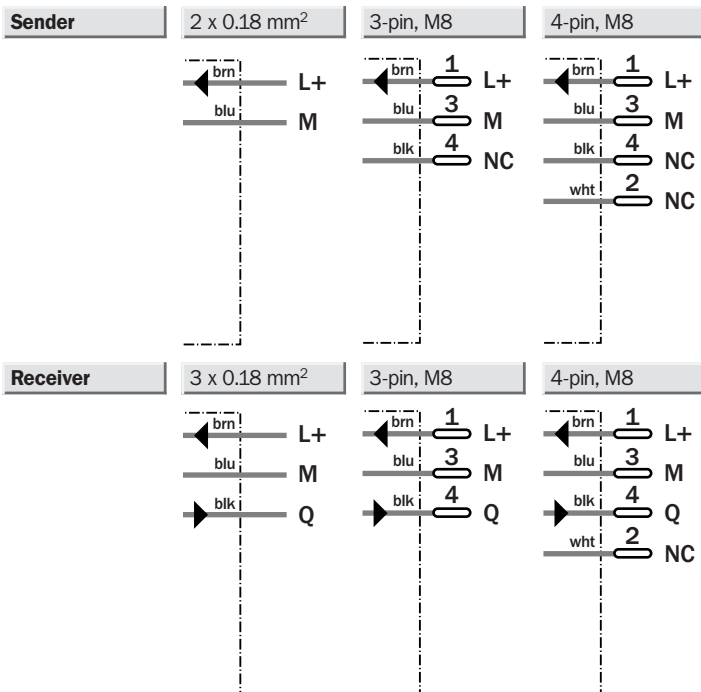 Sender 2 x 0.18 mm² 3-pin, M8 4-pin, M8
brn L+ brn 1 L+ brn 1 L+
blu M blu 3 M blu 3 M
blk 4 NC blk 4 NC
wht 2 NC
Receiver 3 x 0.18 mm² 3-pin, M8 4-pin, M8
brn L+ brn 1 L+ brn 1 L+
blu M blu 3 M blu 3 M
blk Q blk 4 Q blk 4 Q
wht 2 NC